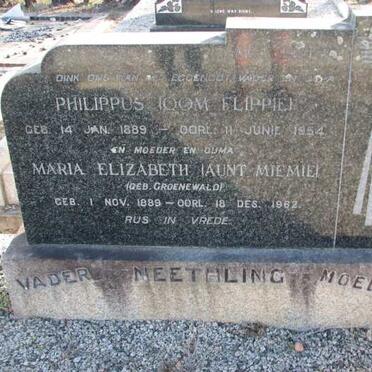 DINK ONS AAN MY EGGENOOT, VADER EN OUPA
PHILIPPUS (OOM FLIPPIE)
GEB. 14 JAN. 1889 – OORL. 11 JUNIE 1954
EN MOEDER EN OUMA
MARIA ELIZABETH (AUNT MIEMIE)
(GEB. GROENEWALD)
GEB. 1 NOV. 1889 – OORL. 18 DES. 1962.
RUS IN VREDE.
VADER NEETHLING MOED